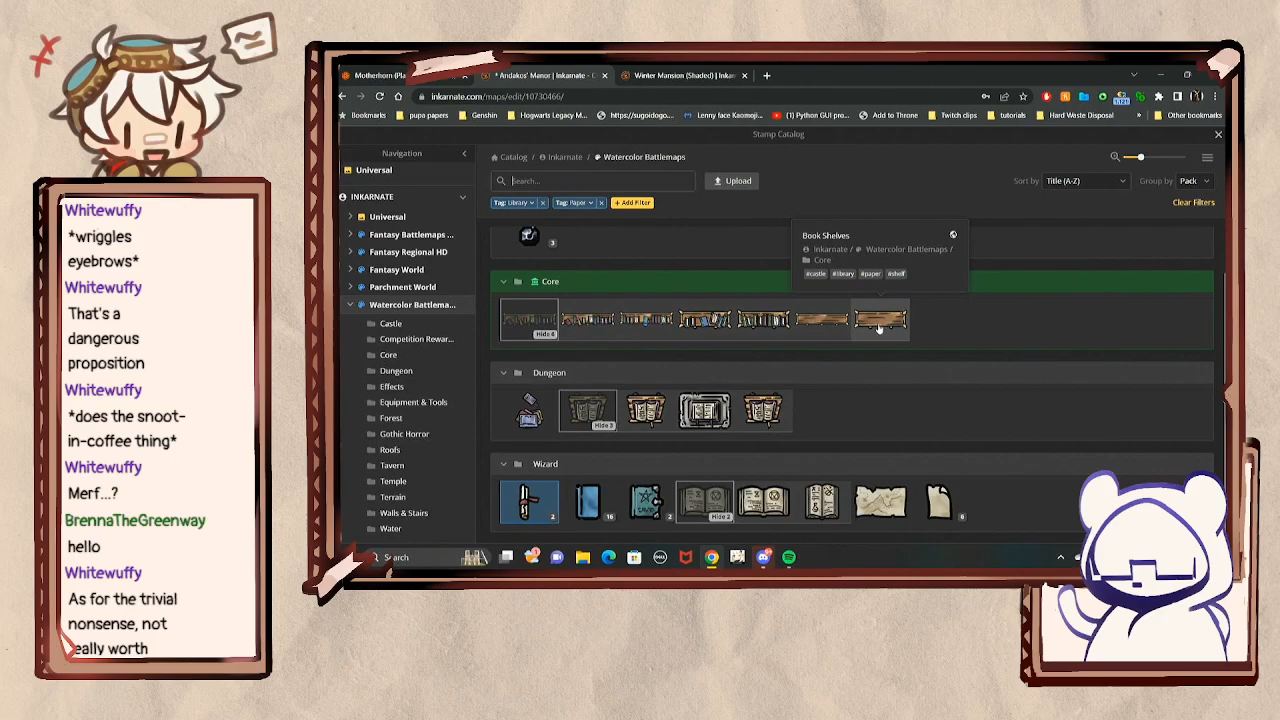 Whitewuffy
*wriggles
eyebrows*
Whitewuffy
That's a
dangerous
proposition
Whitewuffy
*does the snoot-
in-coffee thing*
Whitewuffy
Merf...?
BrennaTheGreenway
hello
Whitewuffy
As for the trivial
nonsense, not
really worth
Motherhorn (Pla
* Andakos' Manor | Inkarnate - C
Winter Mansion (Shaded) | Inkarn
inkarnate.com/maps/edit/10730466/
Bookmarks
pupa papers
Genshin
Hogwarts Legacy M...
https://sugoidogo....
Lenny face Kaomoji...
(1) Python GUI pro...
Add to Throne
Twitch clips
tutorials
Hard Waste Disposal
»
Other bookmarks
Stamp Catalog
Navigation
Universal
INKARNATE
Universal
Fantasy Battlemaps ...
Fantasy Regional HD
Fantasy World
Parchment World
Watercolor Battlema...
Castle
Competition Rewar...
Core
Dungeon
Effects
Equipment & Tools
Forest
Gothic Horror
Roofs
Tavern
Temple
Terrain
Walls & Stairs
Water
Catalog / Inkarnate / Watercolor Battlemaps
Search...
Upload
Sort by Title (A-Z)
Group by Pack
Tag: Library
Tag: Paper
+ Add Filter
Clear Filters
3
Book Shelves
Inkarnate / Watercolor Battlemaps /
Core
#castle #library #paper #shelf
Core
Hide 4
Dungeon
Hide 3
Wizard
2
16
2
Hide 2
6
Search